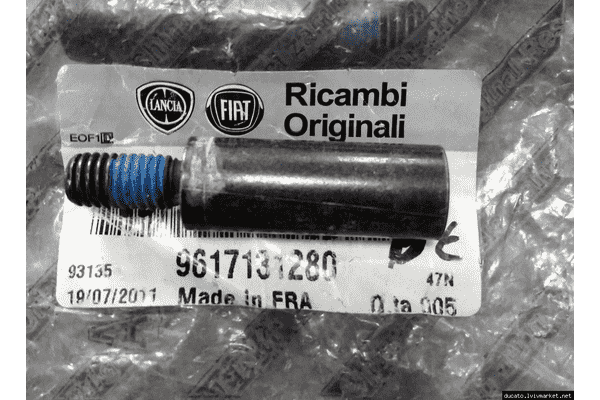 LANCIA
FIAT
Ricambi
Originali
EOF1
93135
9617131280
47N
19/07/2011
Made in FRA
Q.ta 005
ducato.lvivmarket.net